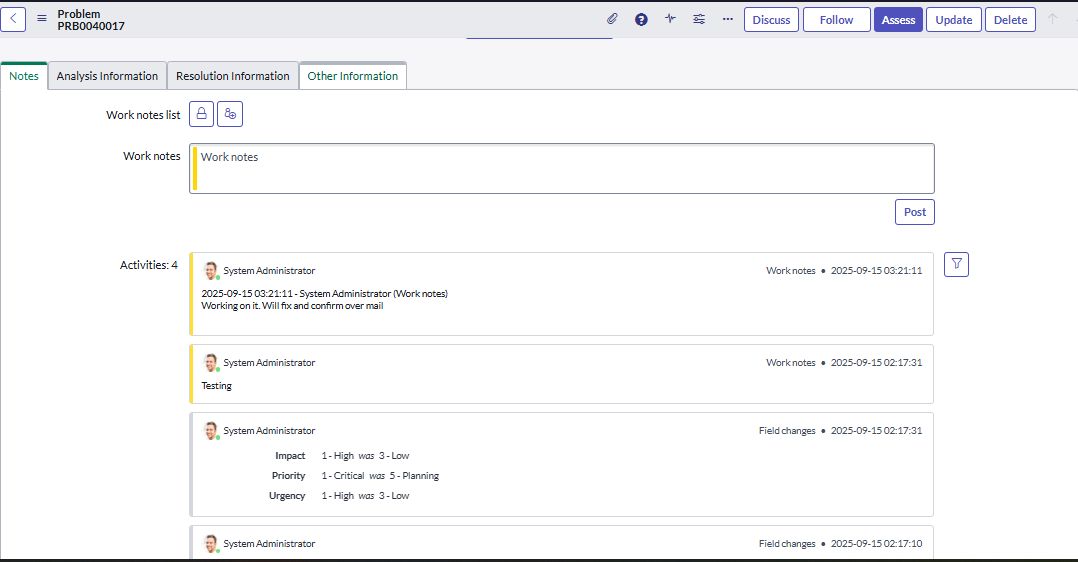 Problem
PRB0040017
Discuss
Follow
Assess
Update
Delete
Notes
Analysis Information
Resolution Information
Other Information
Work notes list
Work notes
Work notes
Post
Activities: 4
System Administrator
Work notes • 2025-09-15 03:21:11
2025-09-15 03:21:11 - System Administrator (Work notes)
Working on it. Will fix and confirm over mail
System Administrator
Work notes • 2025-09-15 02:17:31
Testing
System Administrator
Field changes • 2025-09-15 02:17:31
Impact 1 - High was 3 - Low
Priority 1 - Critical was 5 - Planning
Urgency 1 - High was 3 - Low
System Administrator
Field changes • 2025-09-15 02:17:10